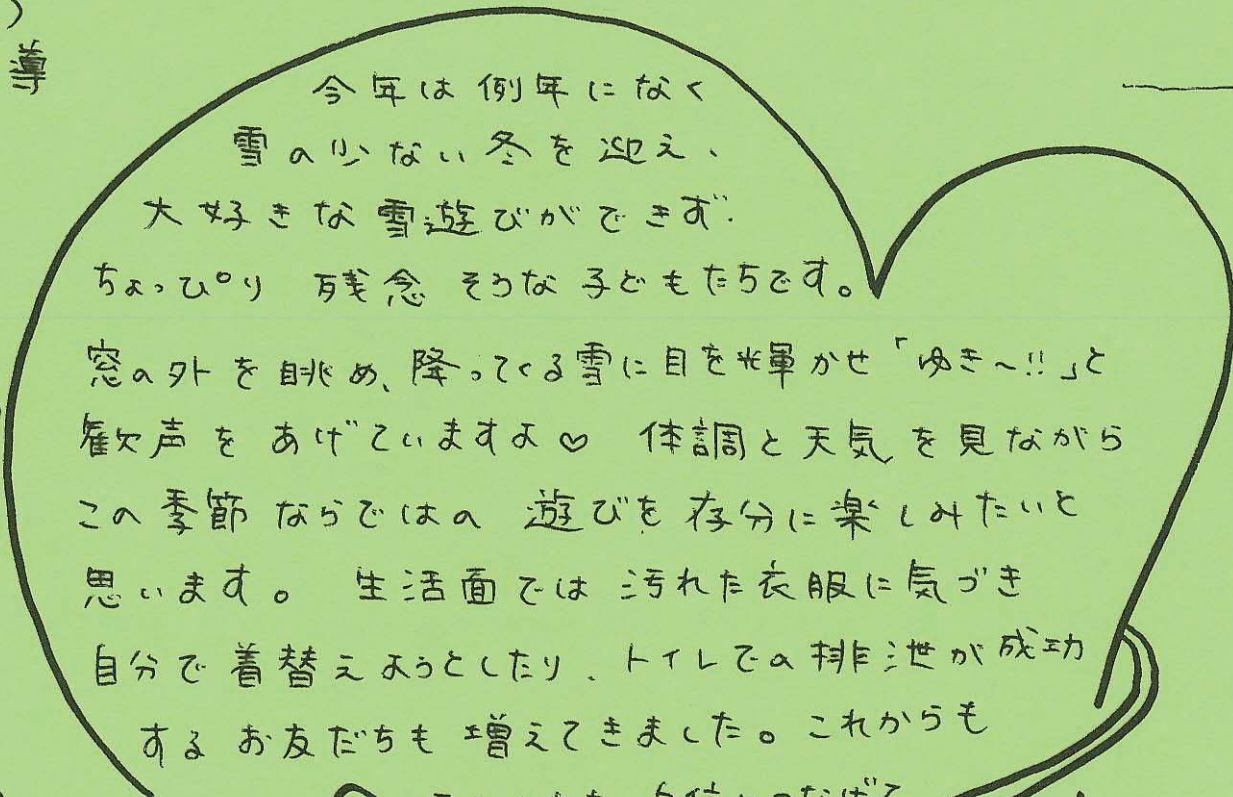 導
今年は例年になく
雪の少ない冬を迎え、
大好きな雪遊びができず、
ちょっぴり 残念そうな子どもたちです。
窓の外を眺め、降ってくる雪に目を輝かせ「ゆき~!!」と
歓声をあげていますよ♡ 体調と天気を見ながら
この季節ならではの 遊びを存分に楽しみたいと
思います。 生活面では汚れた衣服に気づき
自分で着替えようとしたり、トイレでの排泄が成功
するお友だちも増えてきました。これからも